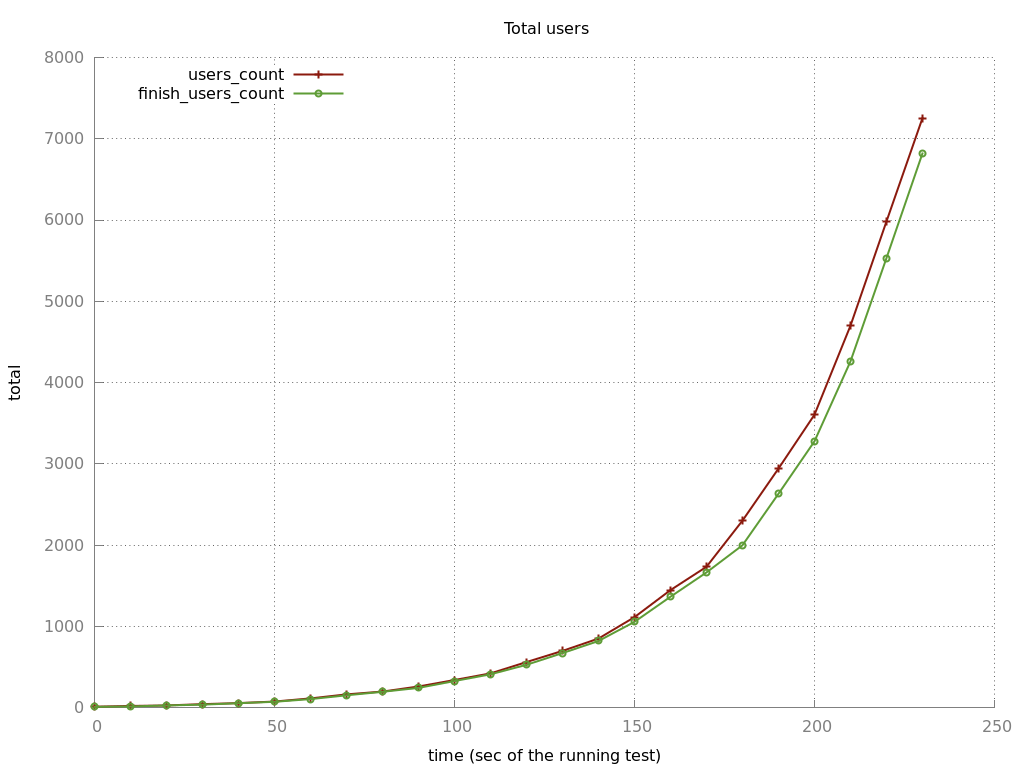 Total users
users_count
finish_users_count
8000
7000
6000
5000
4000
3000
2000
1000
0
total
0 50 100 150 200 250
time (sec of the running test)